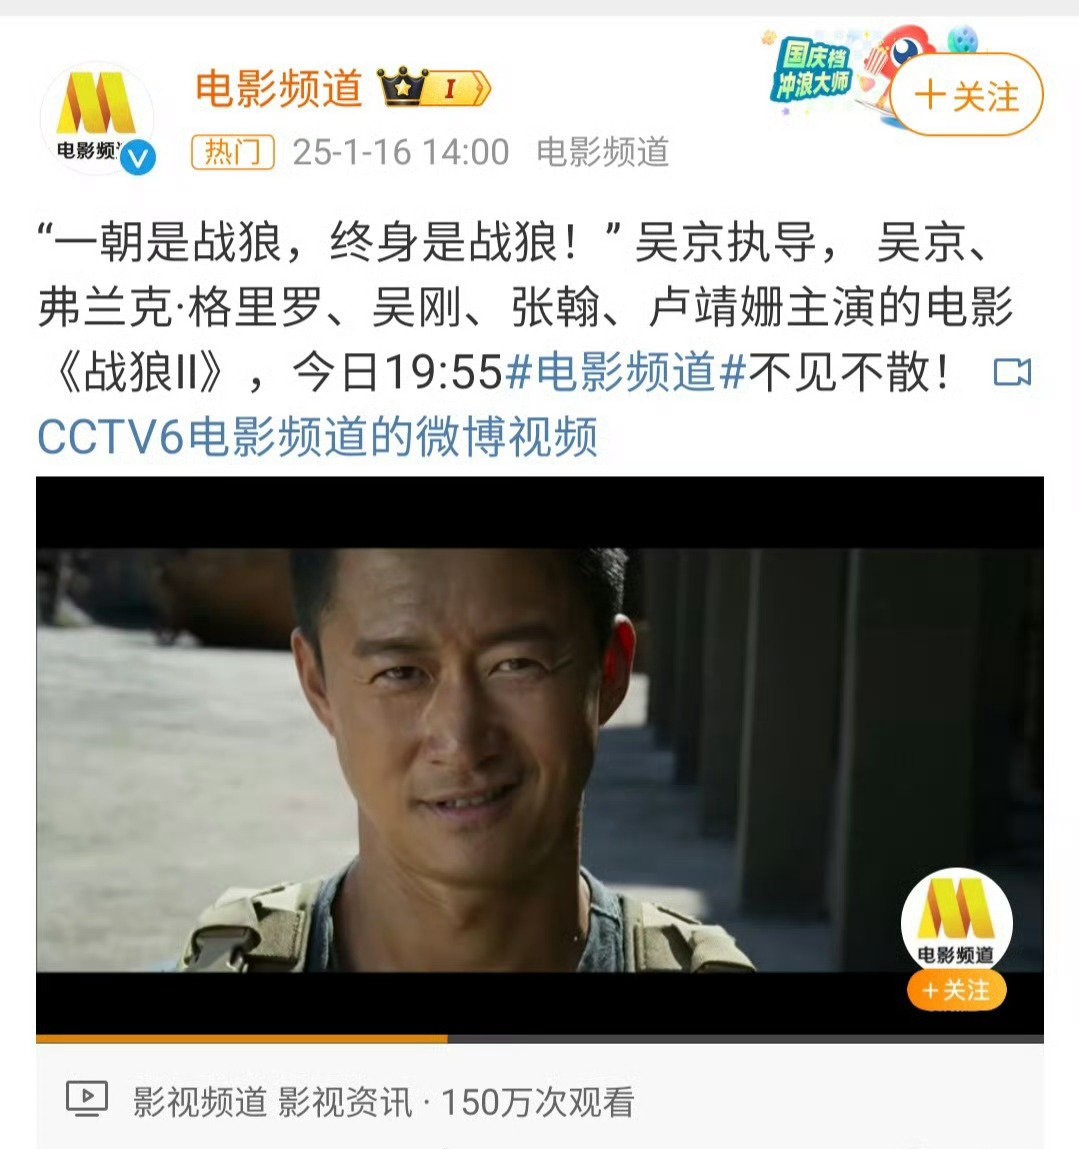 国庆档
冲浪大师
电影频道 I
+关注
电影频道
热门 25-1-16 14:00 电影频道
“一朝是战狼，终身是战狼！”吴京执导， 吴京、
弗兰克·格里罗、吴刚、张翰、卢靖姗主演的电影
《战狼II》，今日19:55#电影频道#不见不散！
CCTV6电影频道的微博视频
电影频道
+关注
影视频道 影视资讯 · 150万次观看